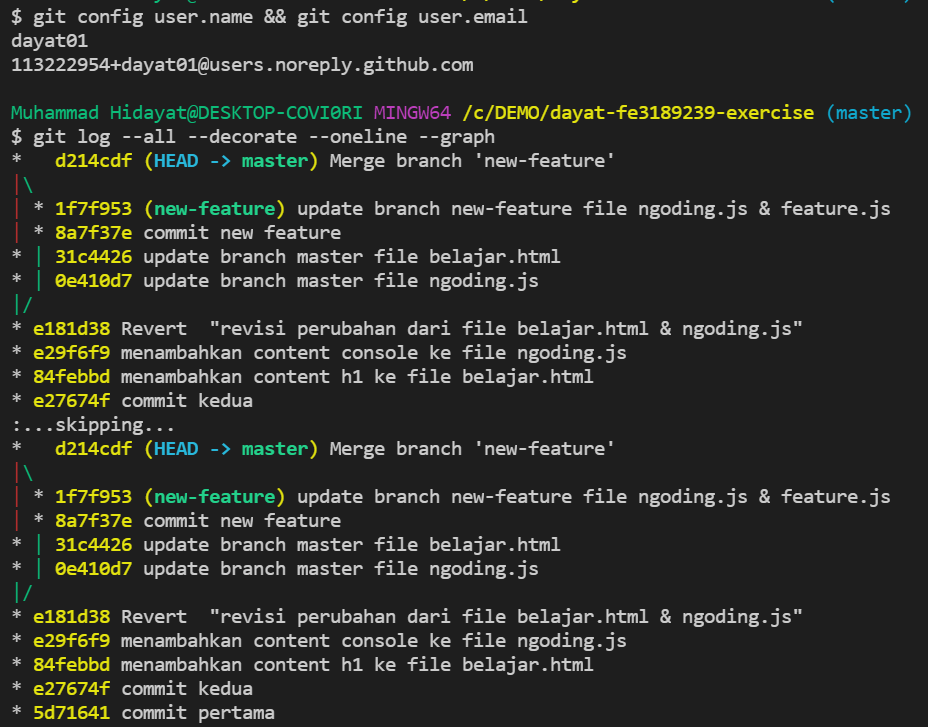 $ git config user.name && git config user.email
dayat01
113222954+dayat01@users.noreply.github.com
Muhammad Hidayat@DESKTOP-COVI0RI MINGW64 /c/DEMO/dayat-fe3189239-exercise (master)
$ git log --all --decorate --oneline --graph
*   d214cdf (HEAD -> master) Merge branch 'new-feature'
|\
| * 1f7f953 (new-feature) update branch new-feature file ngoding.js & feature.js
| * 8a7f37e commit new feature
* | 31c4426 update branch master file belajar.html
* | 0e410d7 update branch master file ngoding.js
|/
* e181d38 Revert  "revisi perubahan dari file belajar.html & ngoding.js"
* e29f6f9 menambahkan content console ke file ngoding.js
* 84febbd menambahkan content h1 ke file belajar.html
* e27674f commit kedua
:...skipping...
*   d214cdf (HEAD -> master) Merge branch 'new-feature'
|\
| * 1f7f953 (new-feature) update branch new-feature file ngoding.js & feature.js
| * 8a7f37e commit new feature
* | 31c4426 update branch master file belajar.html
* | 0e410d7 update branch master file ngoding.js
|/
* e181d38 Revert  "revisi perubahan dari file belajar.html & ngoding.js"
* e29f6f9 menambahkan content console ke file ngoding.js
* 84febbd menambahkan content h1 ke file belajar.html
* e27674f commit kedua
* 5d71641 commit pertama